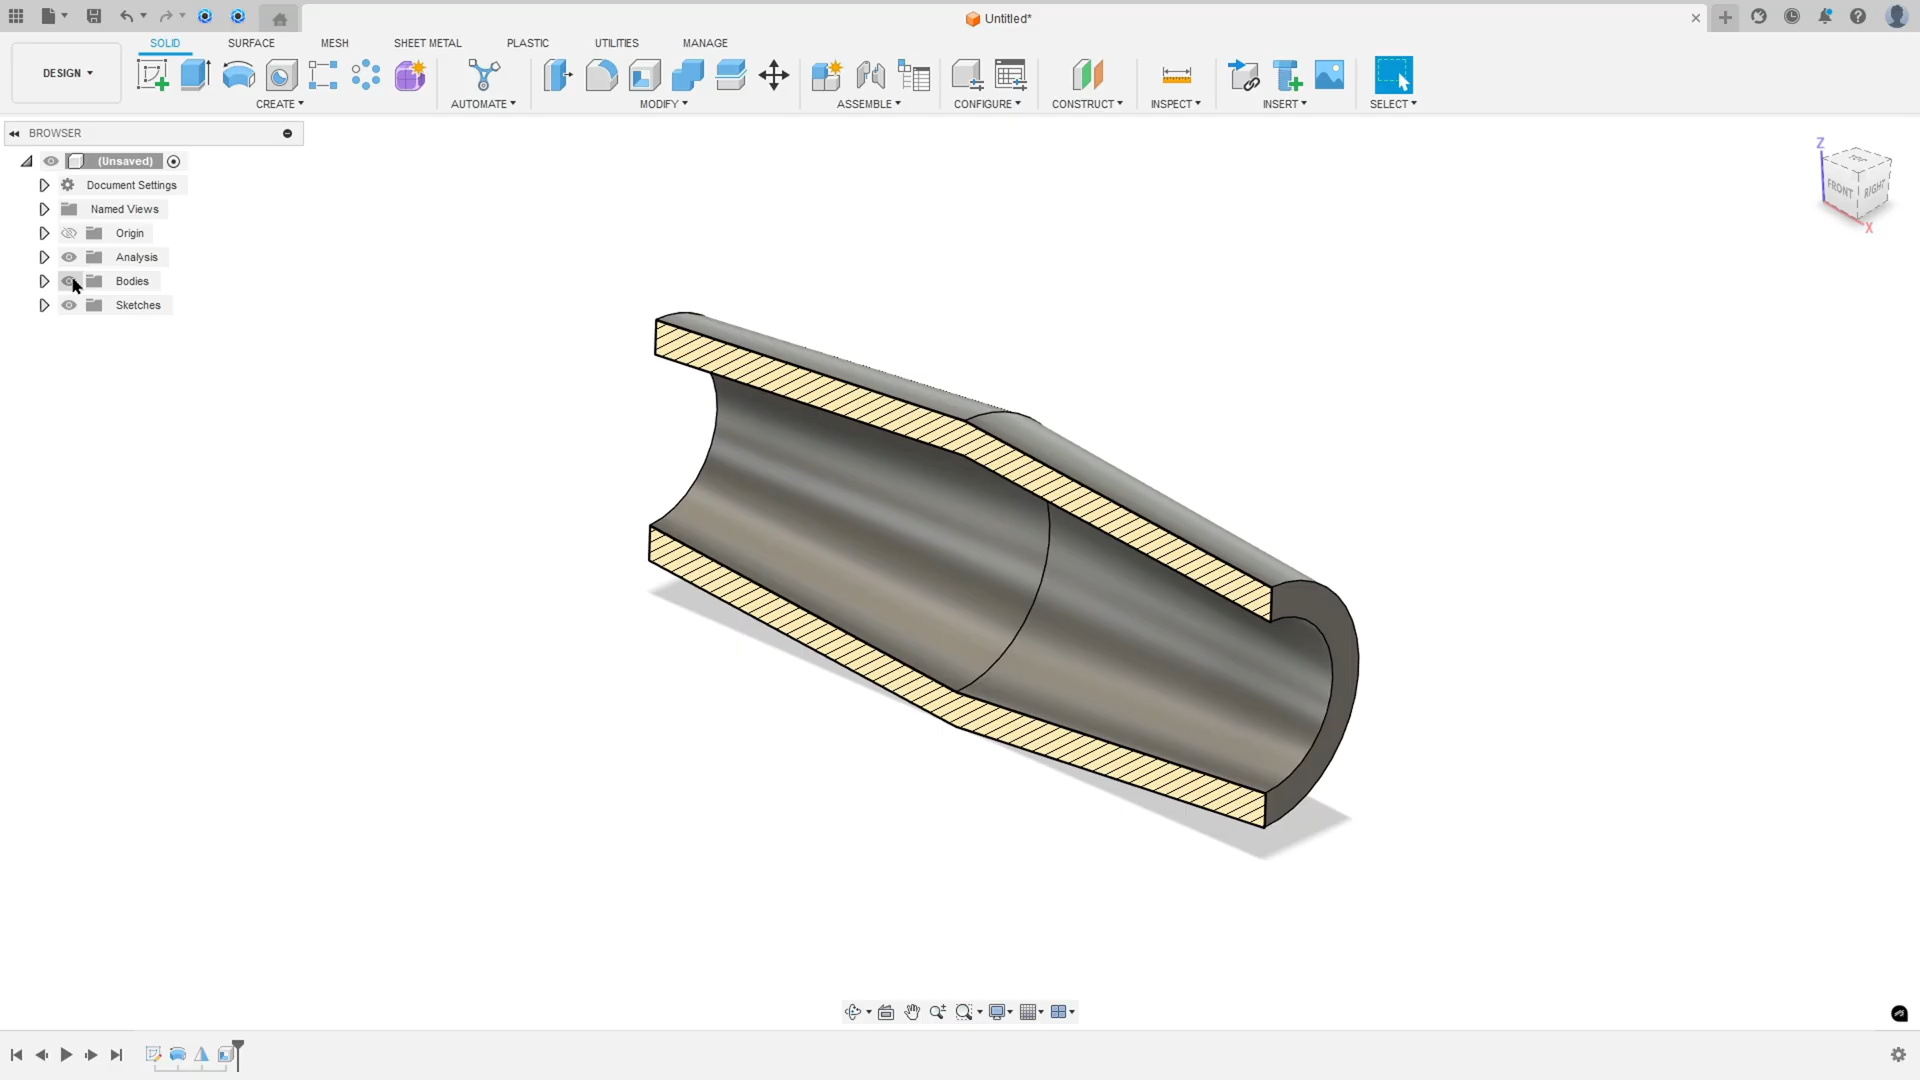 Untitled*
SOLID SURFACE MESH SHEET METAL PLASTIC UTILITIES MANAGE
DESIGN
CREATE AUTOMATE MODIFY ASSEMBLE CONFIGURE CONSTRUCT INSPECT INSERT SELECT
BROWSER
(Unsaved)
Document Settings
Named Views
Origin
Analysis
Bodies
Sketches
Z
TOP
FRONT
RIGHT
X